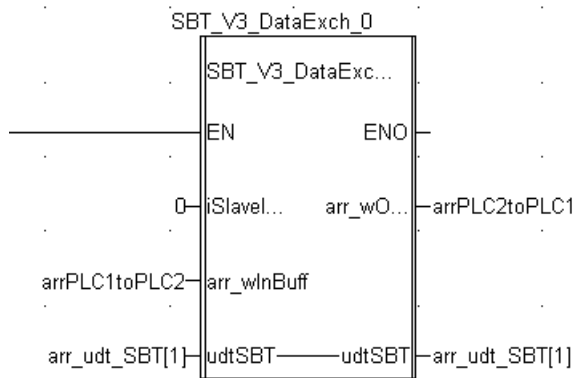 SBT_V3_DataExch_0
SBT_V3_DataExc...
EN ENO
0 iSlaveI... arr_wO... arrPLC2toPLC1
arrPLC1toPLC2 arr_wInBuff
arr_udt_SBT[1] udtSBT udtSBT arr_udt_SBT[1]